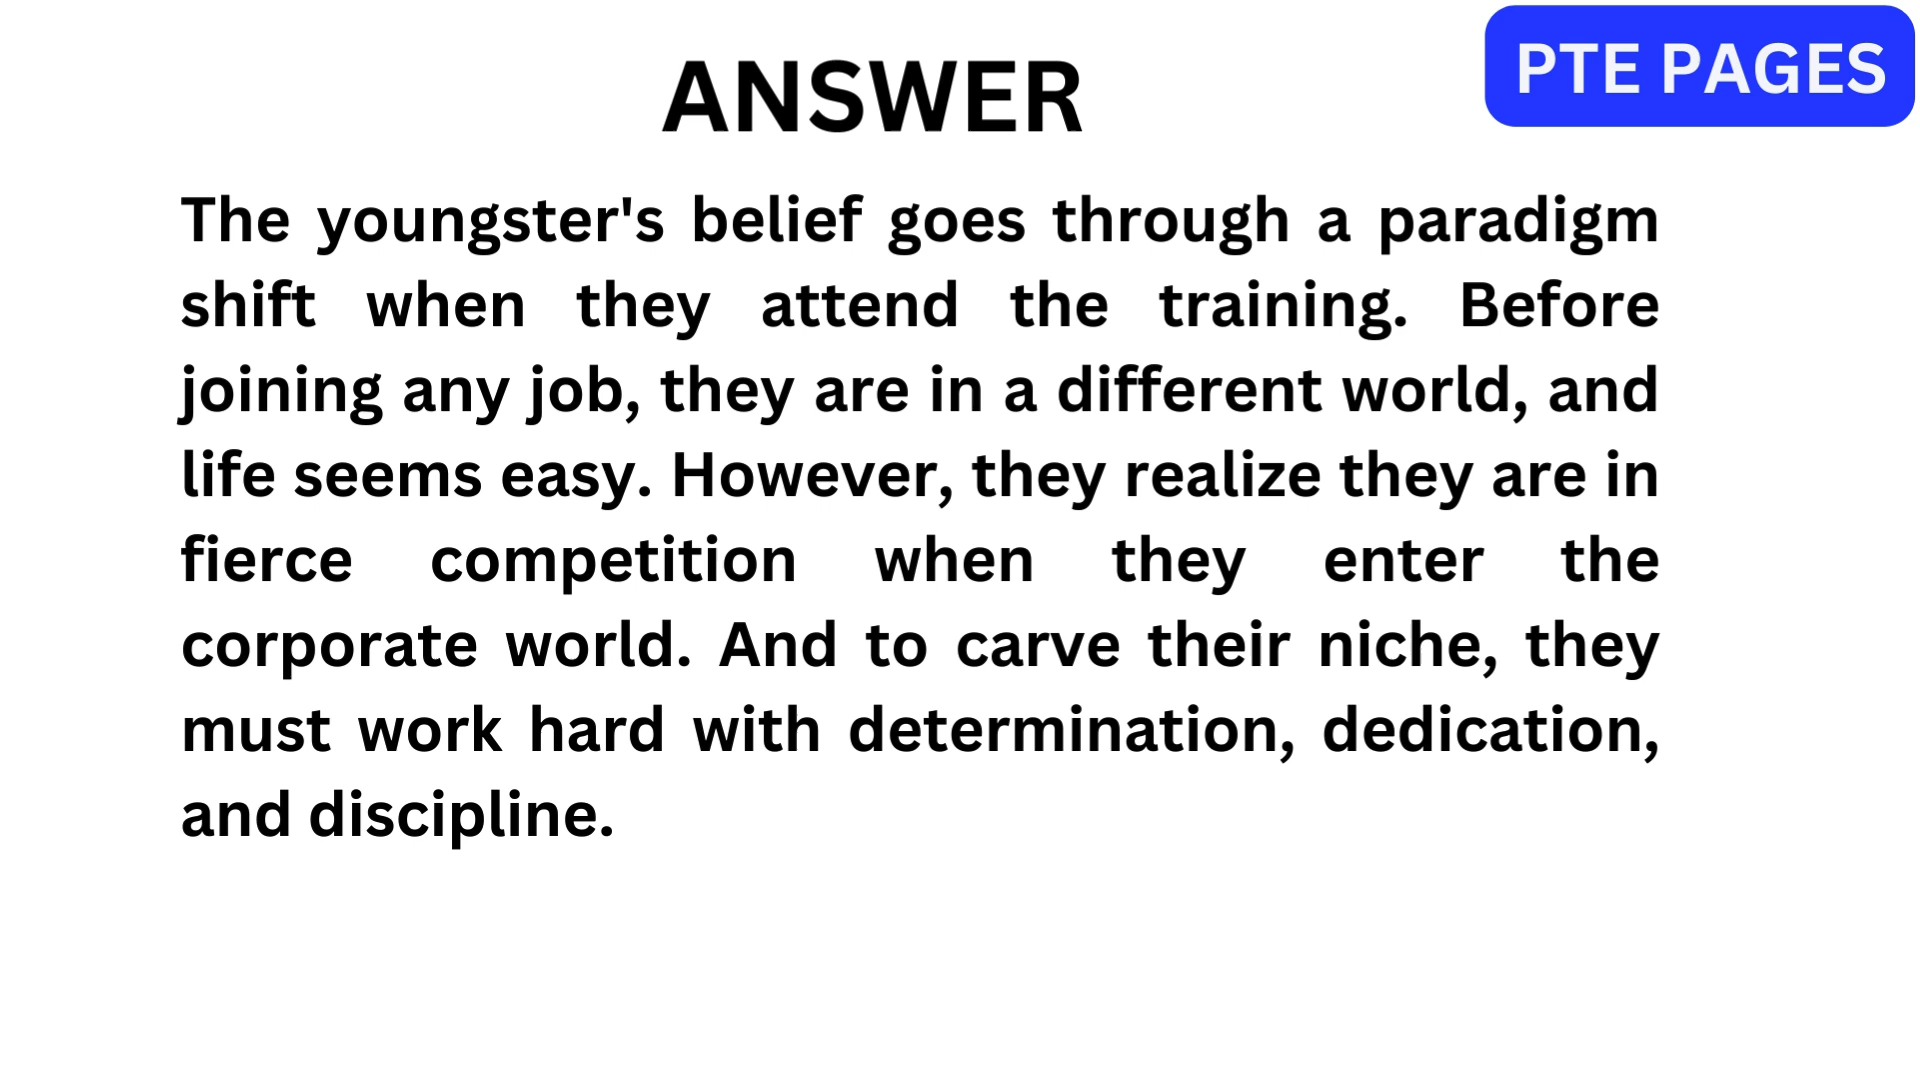 PTE PAGES
ANSWER
The youngster's belief goes through a paradigm
shift when they attend the training. Before
joining any job, they are in a different world, and
life seems easy. However, they realize they are in
fierce competition when they enter the
corporate world. And to carve their niche, they
must work hard with determination, dedication,
and discipline.